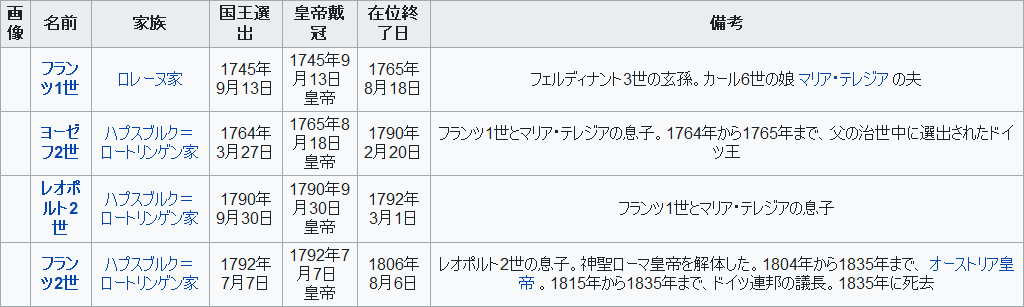 画像 名前 家族 国王選出 皇帝戴冠 在位終了日 備考
フランツ1世 ロレーヌ家 1745年9月13日 1745年9月13日 皇帝 1765年8月18日 フェルディナント3世の玄孫。カール6世の娘 マリア・テレジア の夫
ヨーゼフ2世 ハプスブルク=ロートリンゲン家 1764年3月27日 1765年8月18日 皇帝 1790年2月20日 フランツ1世とマリア・テレジアの息子。1764年から1765年まで、父の治世中に選出されたドイツ王
レオポルト2世 ハプスブルク=ロートリンゲン家 1790年9月30日 1790年9月30日 皇帝 1792年3月1日 フランツ1世とマリア・テレジアの息子
フランツ2世 ハプスブルク=ロートリンゲン家 1792年7月7日 1792年7月7日 皇帝 1806年8月6日 レオポルト2世の息子。神聖ローマ皇帝を解体した。1804年から1835年まで、 オーストリア皇帝 。1815年から1835年まで、ドイツ連邦の議長。1835年に死去